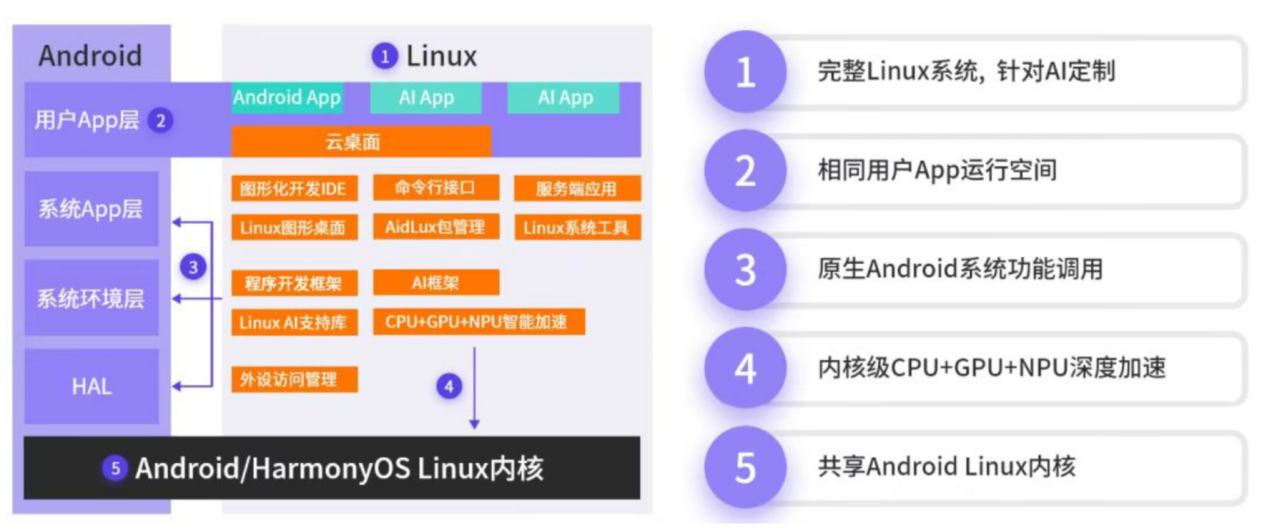 Android
1 Linux
用户App层 2
Android App
AI App
AI App
云桌面
系统App层
图形化开发IDE
命令行接口
服务端应用
Linux图形桌面
AidLux包管理
Linux系统工具
3
系统环境层
程序开发框架
AI框架
Linux AI支持库
CPU+GPU+NPU智能加速
HAL
外设访问管理
4
5 Android/HarmonyOS Linux内核
1 完整Linux系统, 针对AI定制
2 相同用户App运行空间
3 原生Android系统功能调用
4 内核级CPU+GPU+NPU深度加速
5 共享Android Linux内核